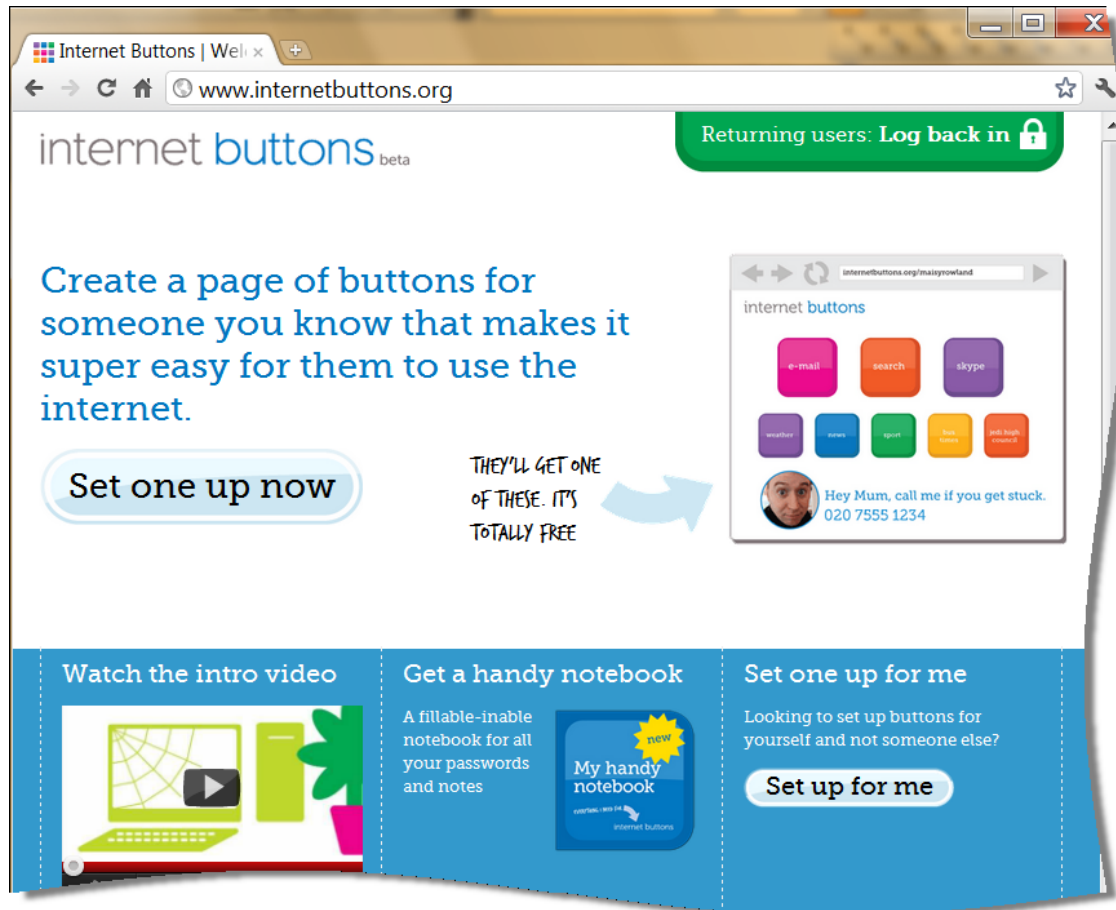 Internet Buttons | Wel
www.internetbuttons.org
internet buttons beta
Returning users: Log back in
Create a page of buttons for
someone you know that makes it
super easy for them to use the
internet.
Set one up now
THEY'LL GET ONE
OF THESE. IT'S
TOTALLY FREE
internetbuttons.org/maisyrowland
internet buttons
e-mail
search
skype
weather
news
sport
bus
times
jedi high
council
Hey Mum, call me if you get stuck.
020 7555 1234
Watch the intro video
Get a handy notebook
A fillable-inable
notebook for all
your passwords
and notes
new
My handy
notebook
internet buttons
Set one up for me
Looking to set up buttons for
yourself and not someone else?
Set up for me